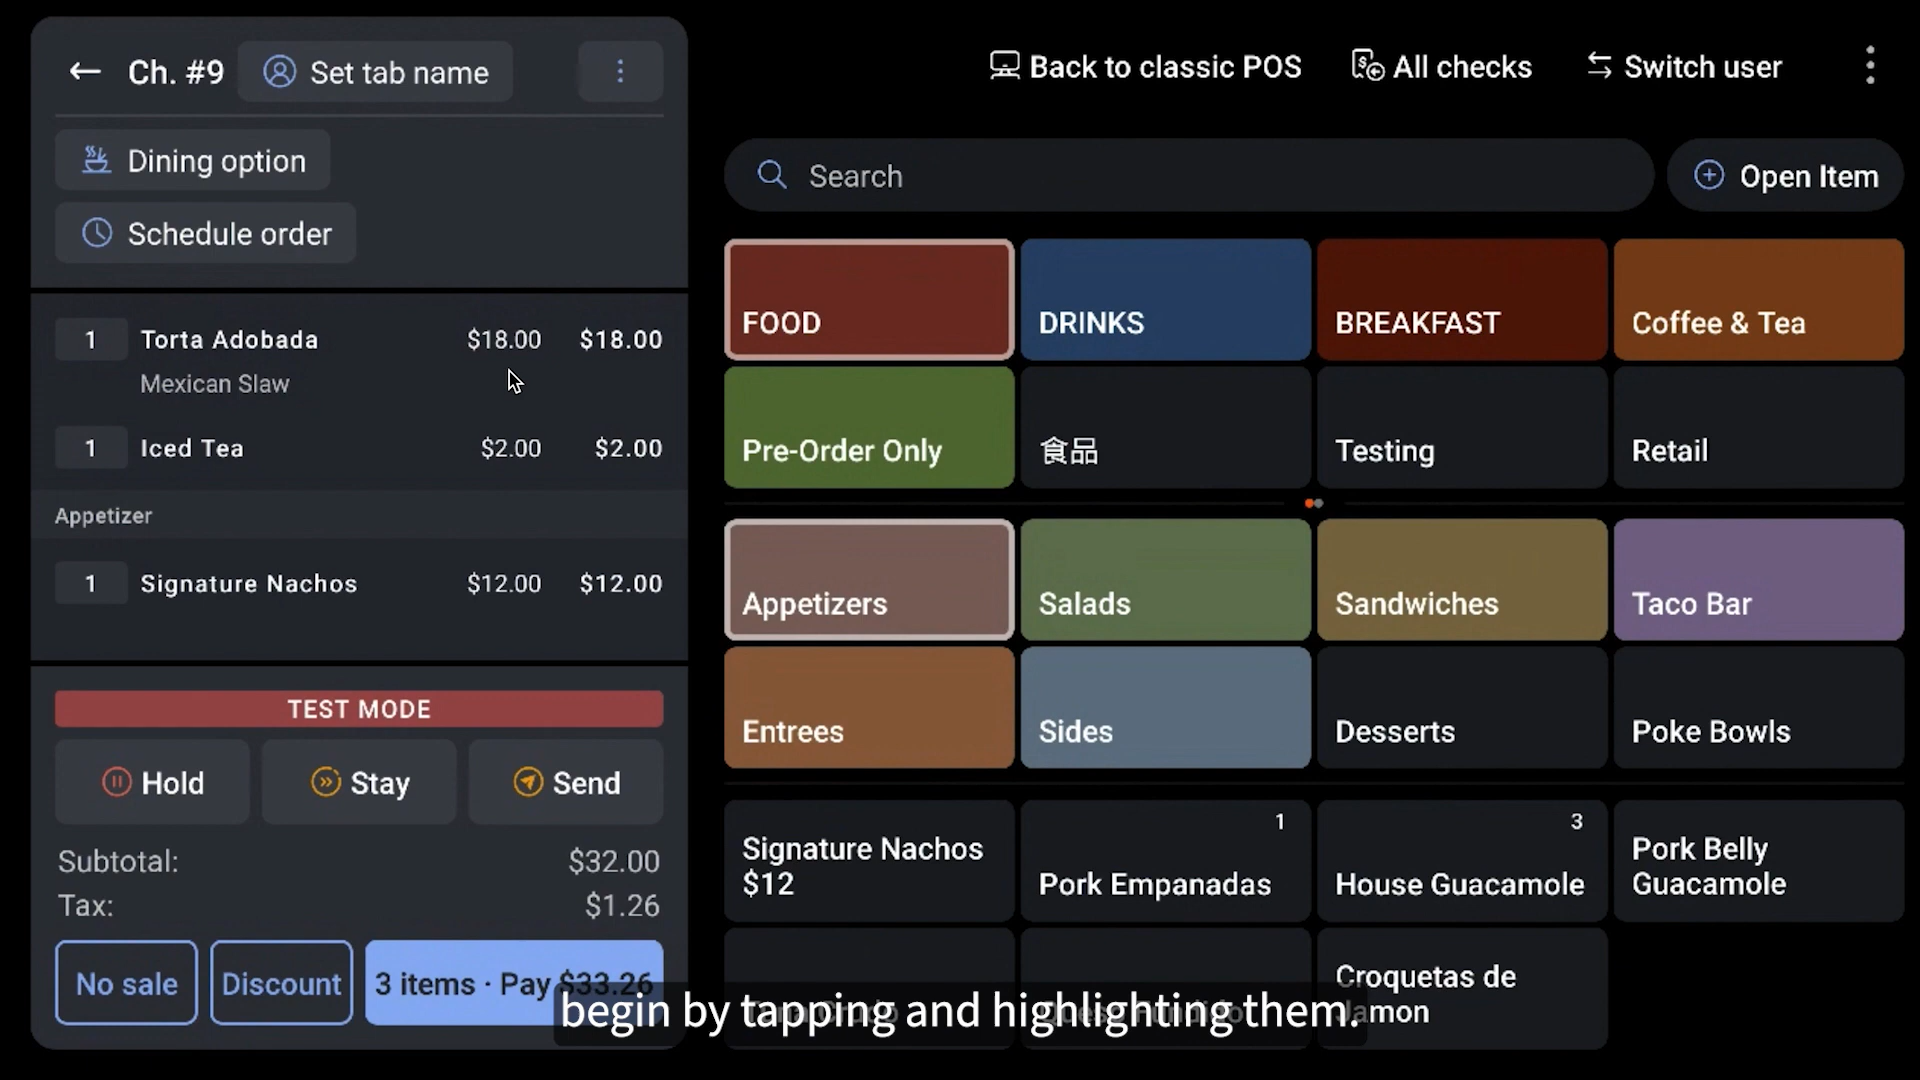 Ch. #9
Set tab name
Back to classic POS
All checks
Switch user
Dining option
Schedule order
Search
Open Item
1 Torta Adobada $18.00 $18.00
Mexican Slaw
1 Iced Tea $2.00 $2.00
Appetizer
1 Signature Nachos $12.00 $12.00
TEST MODE
Hold
Stay
Send
Subtotal: $32.00
Tax: $1.26
No sale
Discount
3 items · Pay $33.26
FOOD
DRINKS
BREAKFAST
Coffee & Tea
Pre-Order Only
食品
Testing
Retail
Appetizers
Salads
Sandwiches
Taco Bar
Entrees
Sides
Desserts
Poke Bowls
Signature Nachos
$12
1
Pork Empanadas
3
House Guacamole
Pork Belly
Guacamole
Croquetas de
Jamon
begin by tapping and highlighting them.